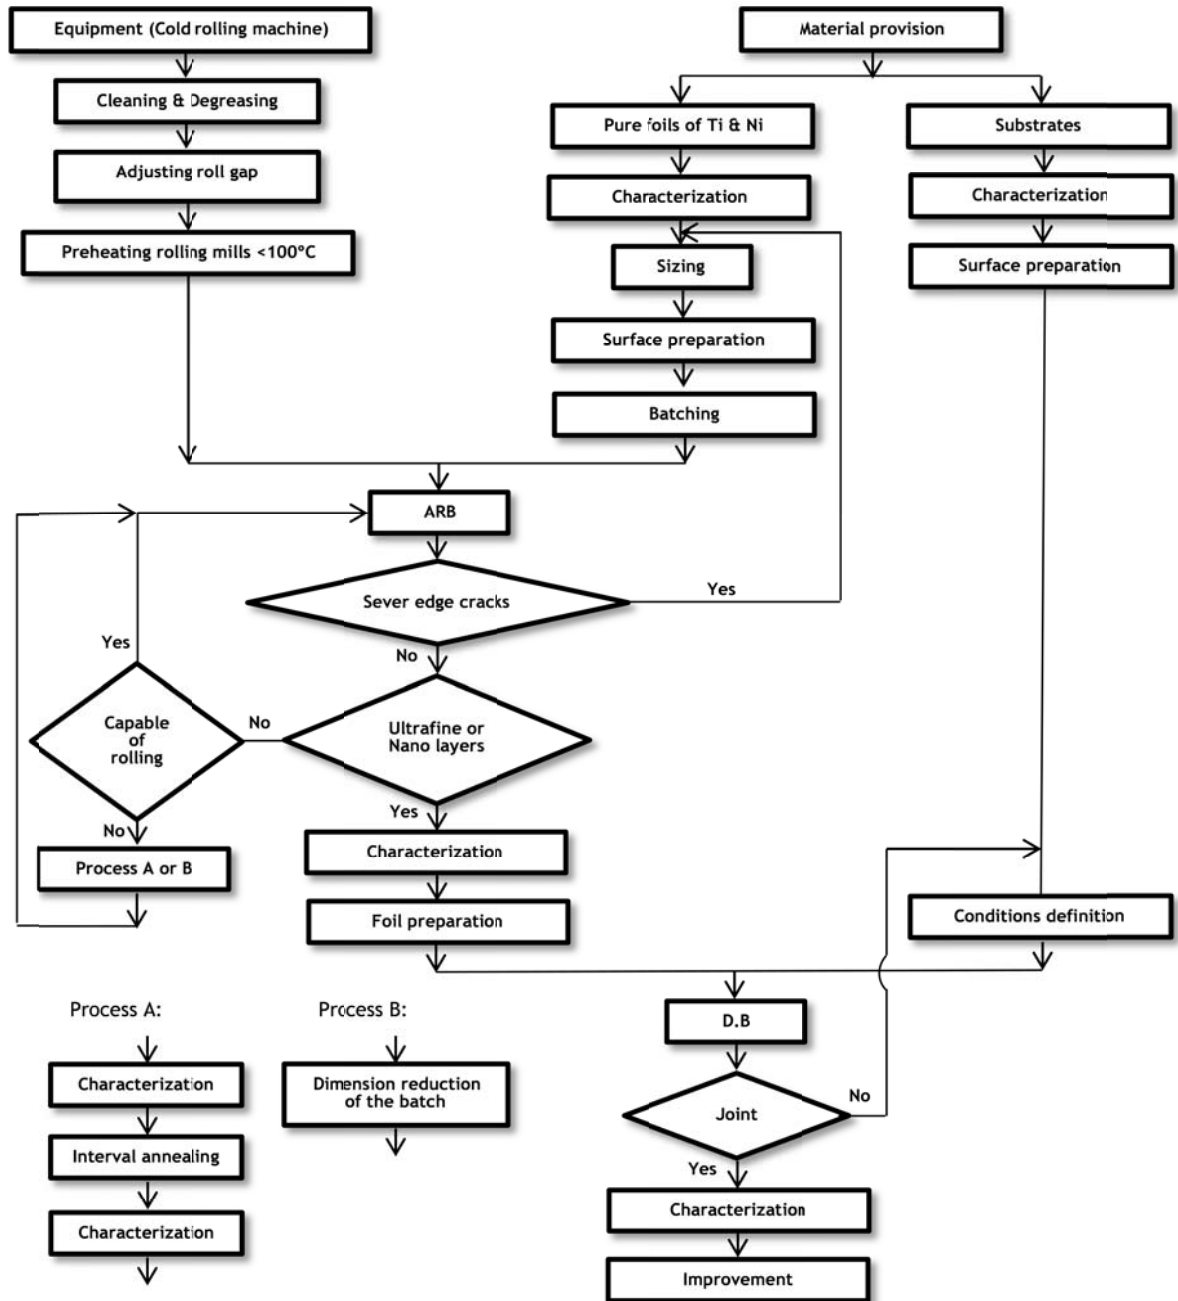 Equipment (Cold rolling machine)
Material provision
Cleaning & Degreasing
Pure foils of Ti & Ni
Substrates
Adjusting roll gap
Characterization
Characterization
Preheating rolling mills <100°C
Sizing
Surface preparation
Surface preparation
Batching
ARB
Sever edge cracks
Yes
Yes
No
Capable
of
rolling
No
Ultrafine or
Nano layers
No
Yes
Process A or B
Characterization
Foil preparation
Conditions definition
Process A:
Process B:
D.B
Characterization
Dimension reduction
of the batch
No
Joint
Interval annealing
Yes
Characterization
Characterization
Improvement